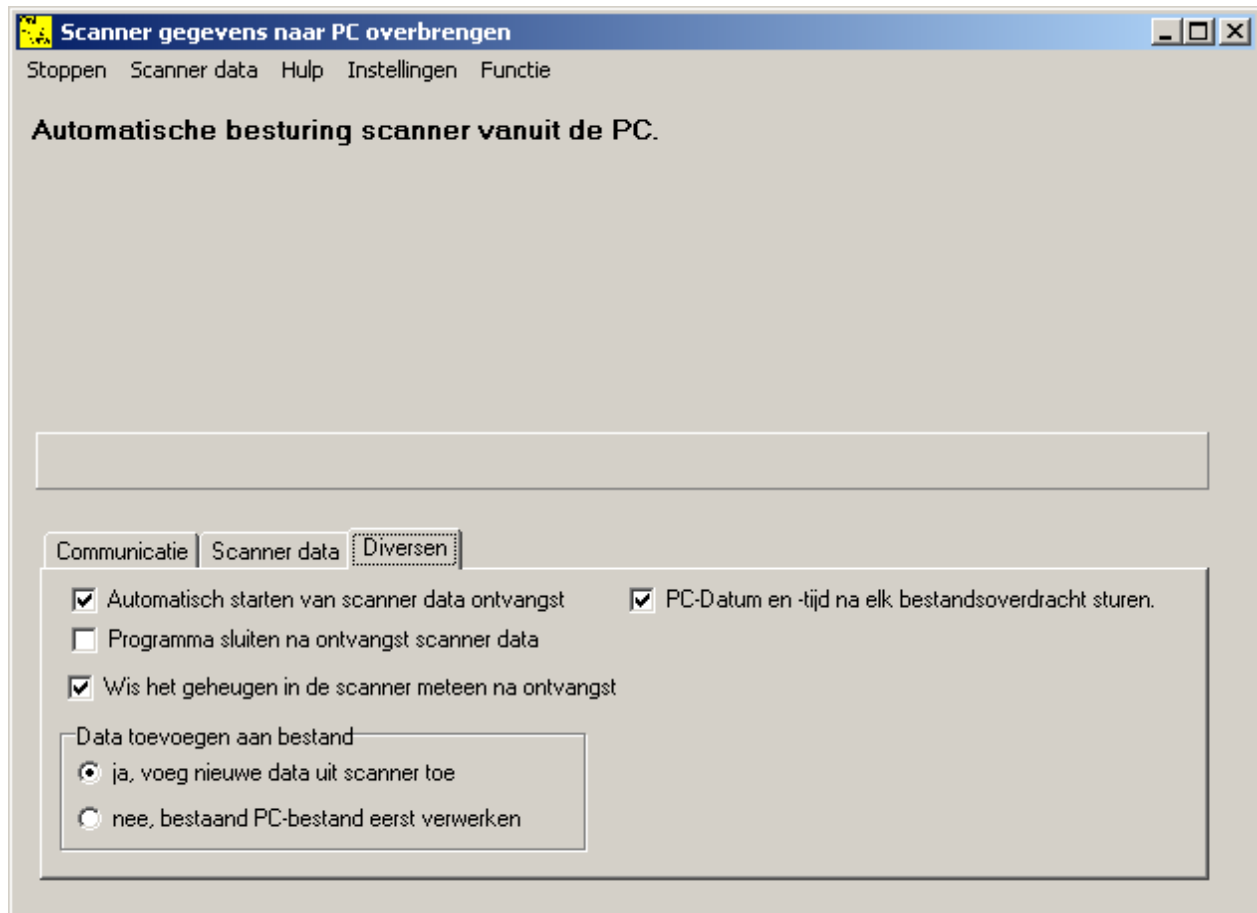 Scanner gegevens naar PC overbrengen
Stoppen Scanner data Hulp Instellingen Functie
Automatische besturing scanner vanuit de PC.
Communicatie Scanner data Diversen
Automatisch starten van scanner data ontvangst PC-Datum en -tijd na elk bestandsoverdracht sturen.
Programma sluiten na ontvangst scanner data
Wis het geheugen in de scanner meteen na ontvangst
Data toevoegen aan bestand
ja, voeg nieuwe data uit scanner toe
nee, bestaand PC-bestand eerst verwerken